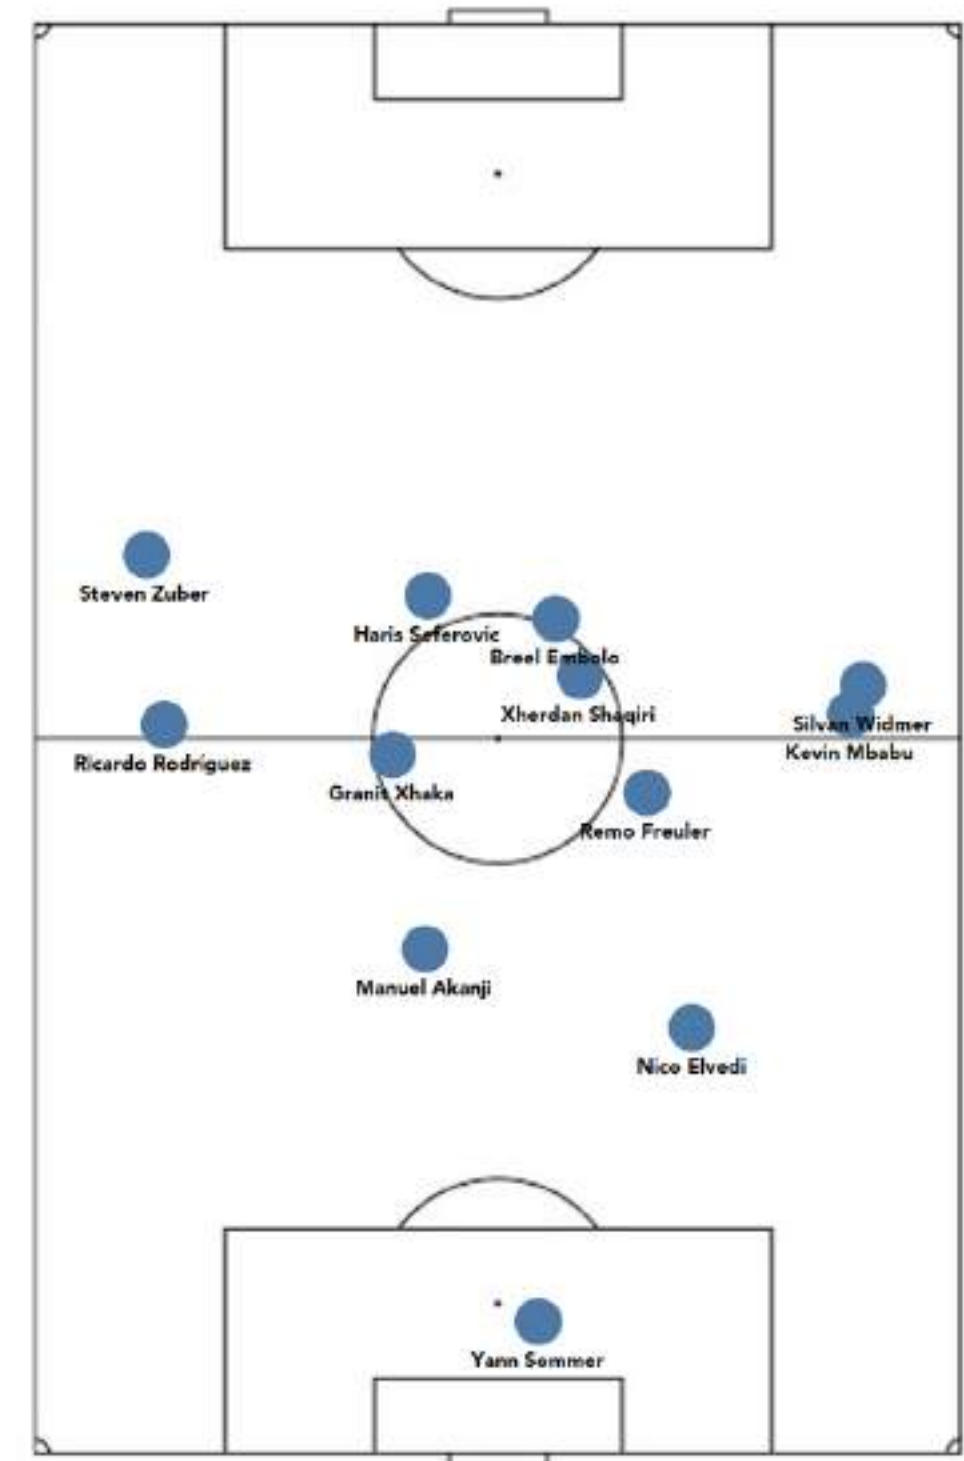 Steven Zuber
Haris Seferovic
Breel Embolo
Xherdan Shaqiri
Silvan Widmer
Kevin Mbabu
Ricardo Rodriguez
Granit Xhaka
Remo Freuler
Manuel Akanji
Nico Elvedi
Yann Sommer